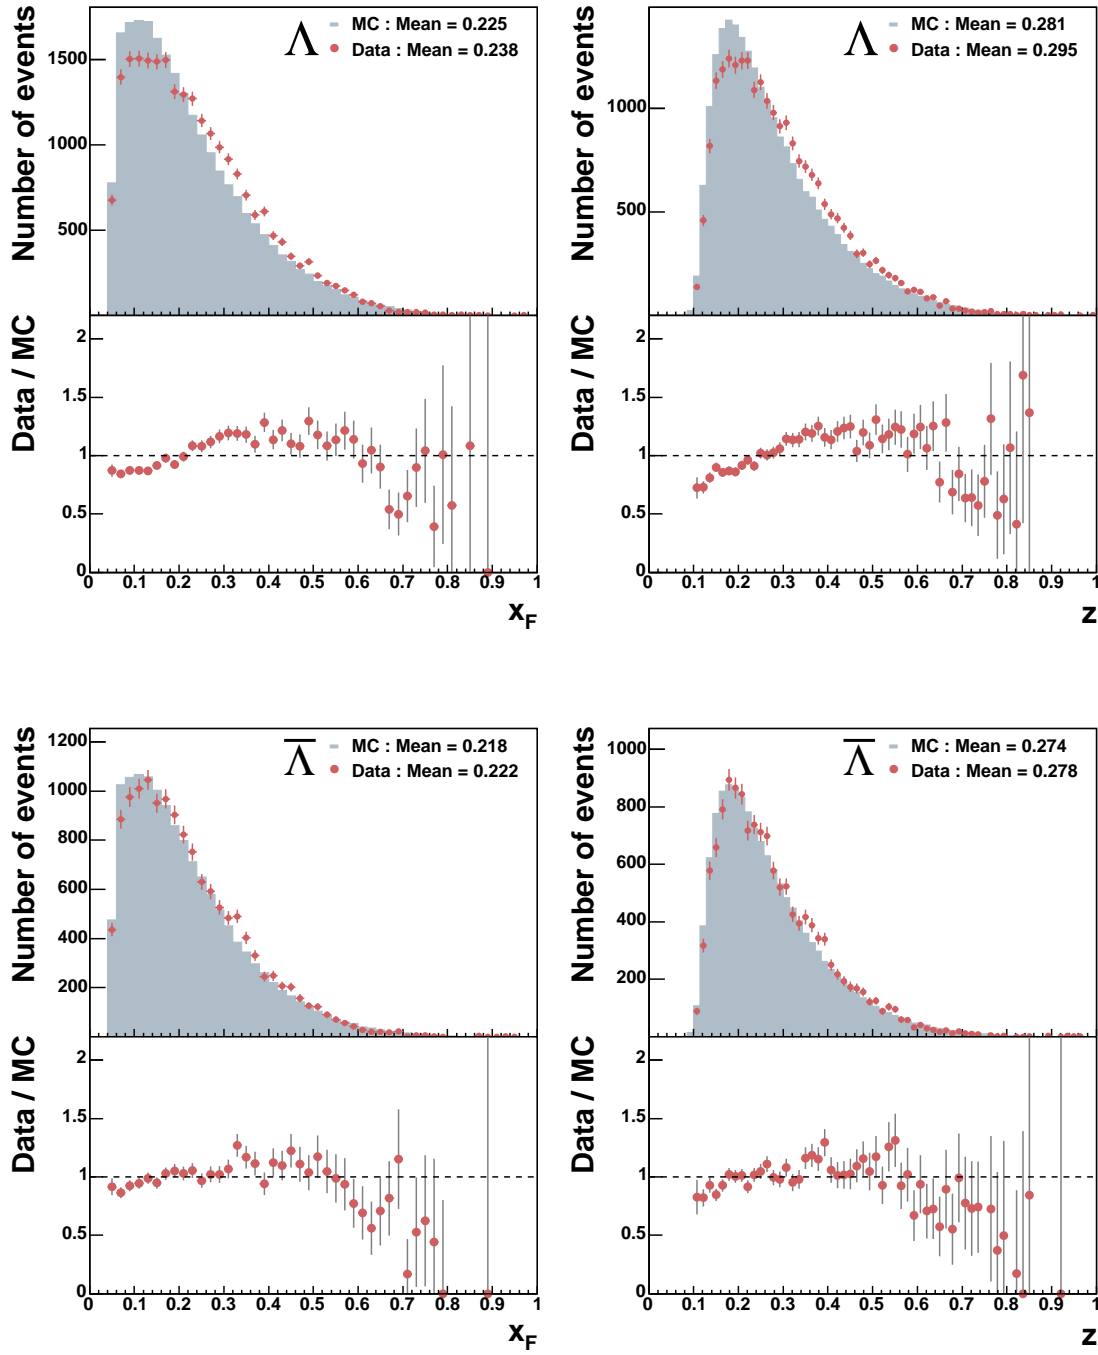 Number of events
1500
1000
500
Λ
MC : Mean = 0.225
Data : Mean = 0.238
Data / MC
2
1.5
1
0.5
0
0 0.1 0.2 0.3 0.4 0.5 0.6 0.7 0.8 0.9 1
x_F
Number of events
1000
500
Λ
MC : Mean = 0.281
Data : Mean = 0.295
Data / MC
2
1.5
1
0.5
0
0 0.1 0.2 0.3 0.4 0.5 0.6 0.7 0.8 0.9 1
z
Number of events
1200
1000
800
600
400
200
Λ̅
MC : Mean = 0.218
Data : Mean = 0.222
Data / MC
2
1.5
1
0.5
0
0 0.1 0.2 0.3 0.4 0.5 0.6 0.7 0.8 0.9 1
x_F
Number of events
1000
800
600
400
200
Λ̅
MC : Mean = 0.274
Data : Mean = 0.278
Data / MC
2
1.5
1
0.5
0
0 0.1 0.2 0.3 0.4 0.5 0.6 0.7 0.8 0.9 1
z